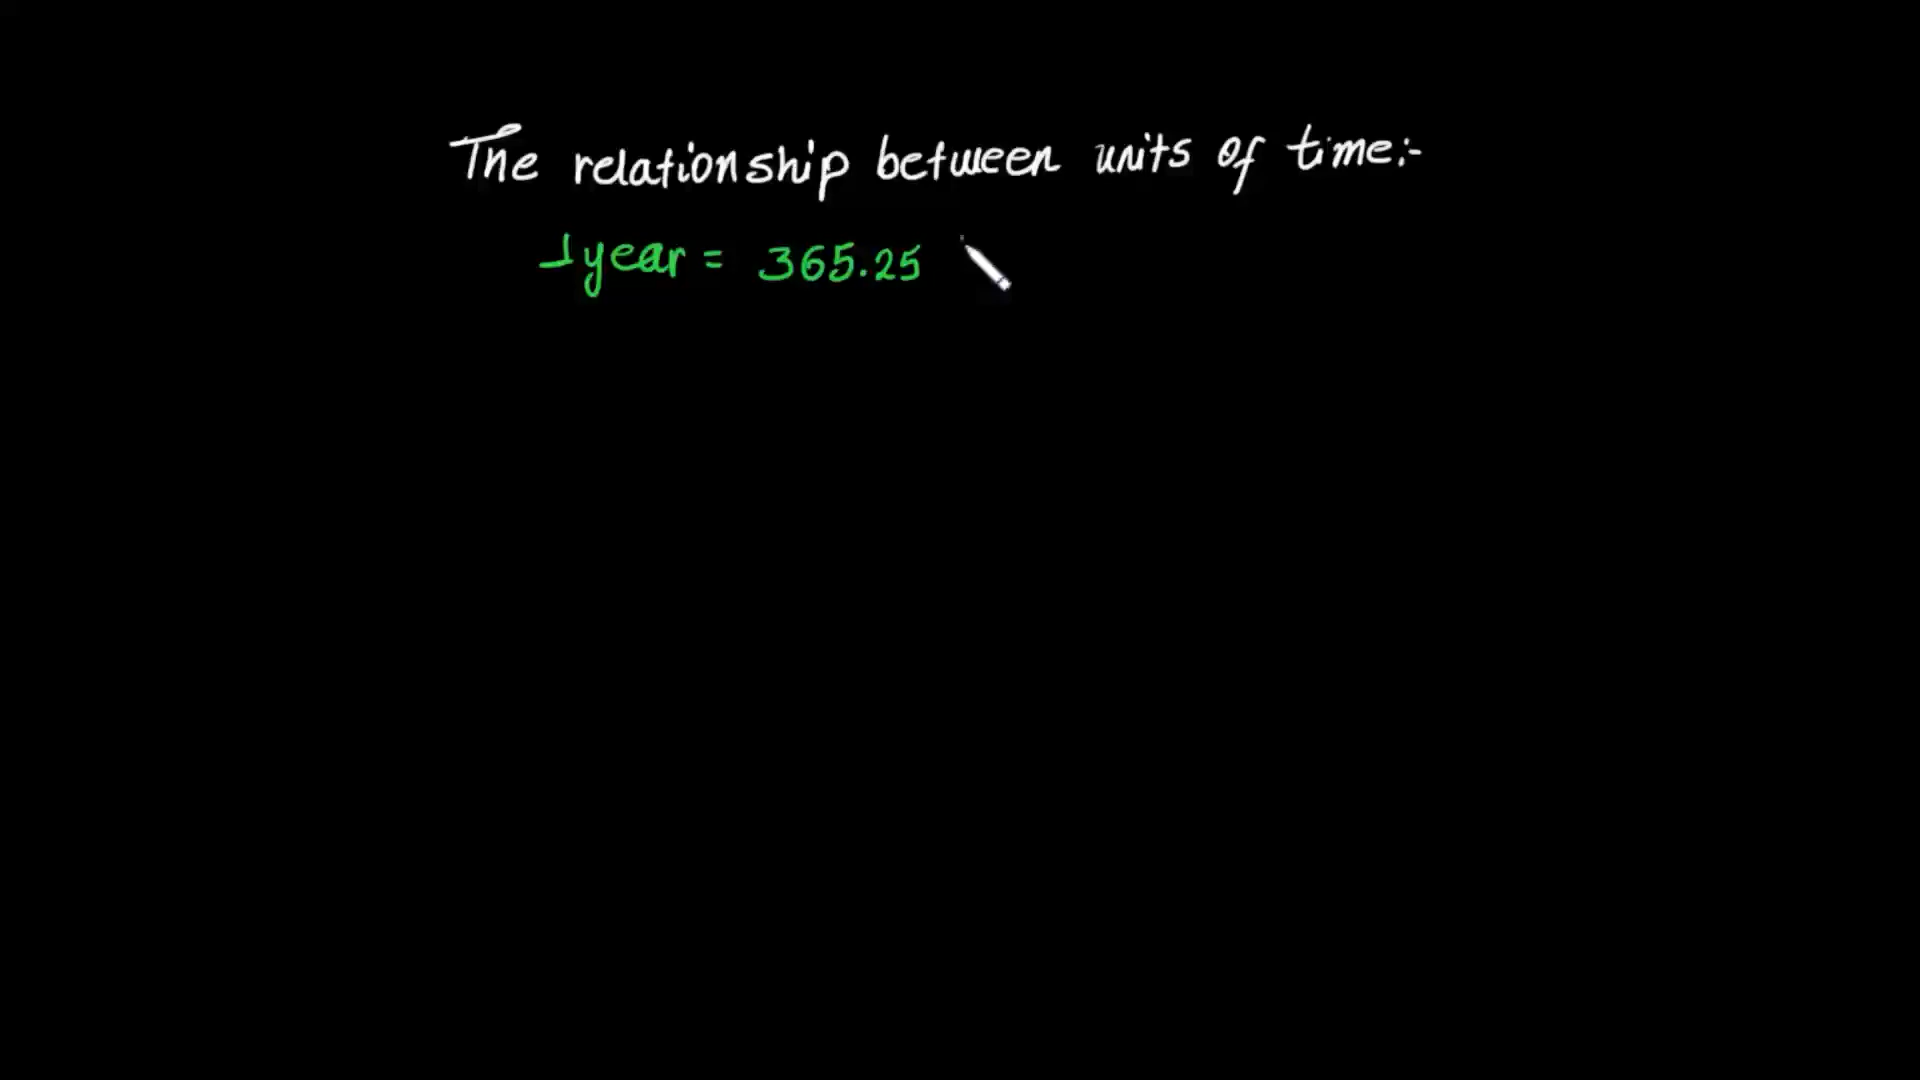 The relationship between units of time:-
1 year = 365.25